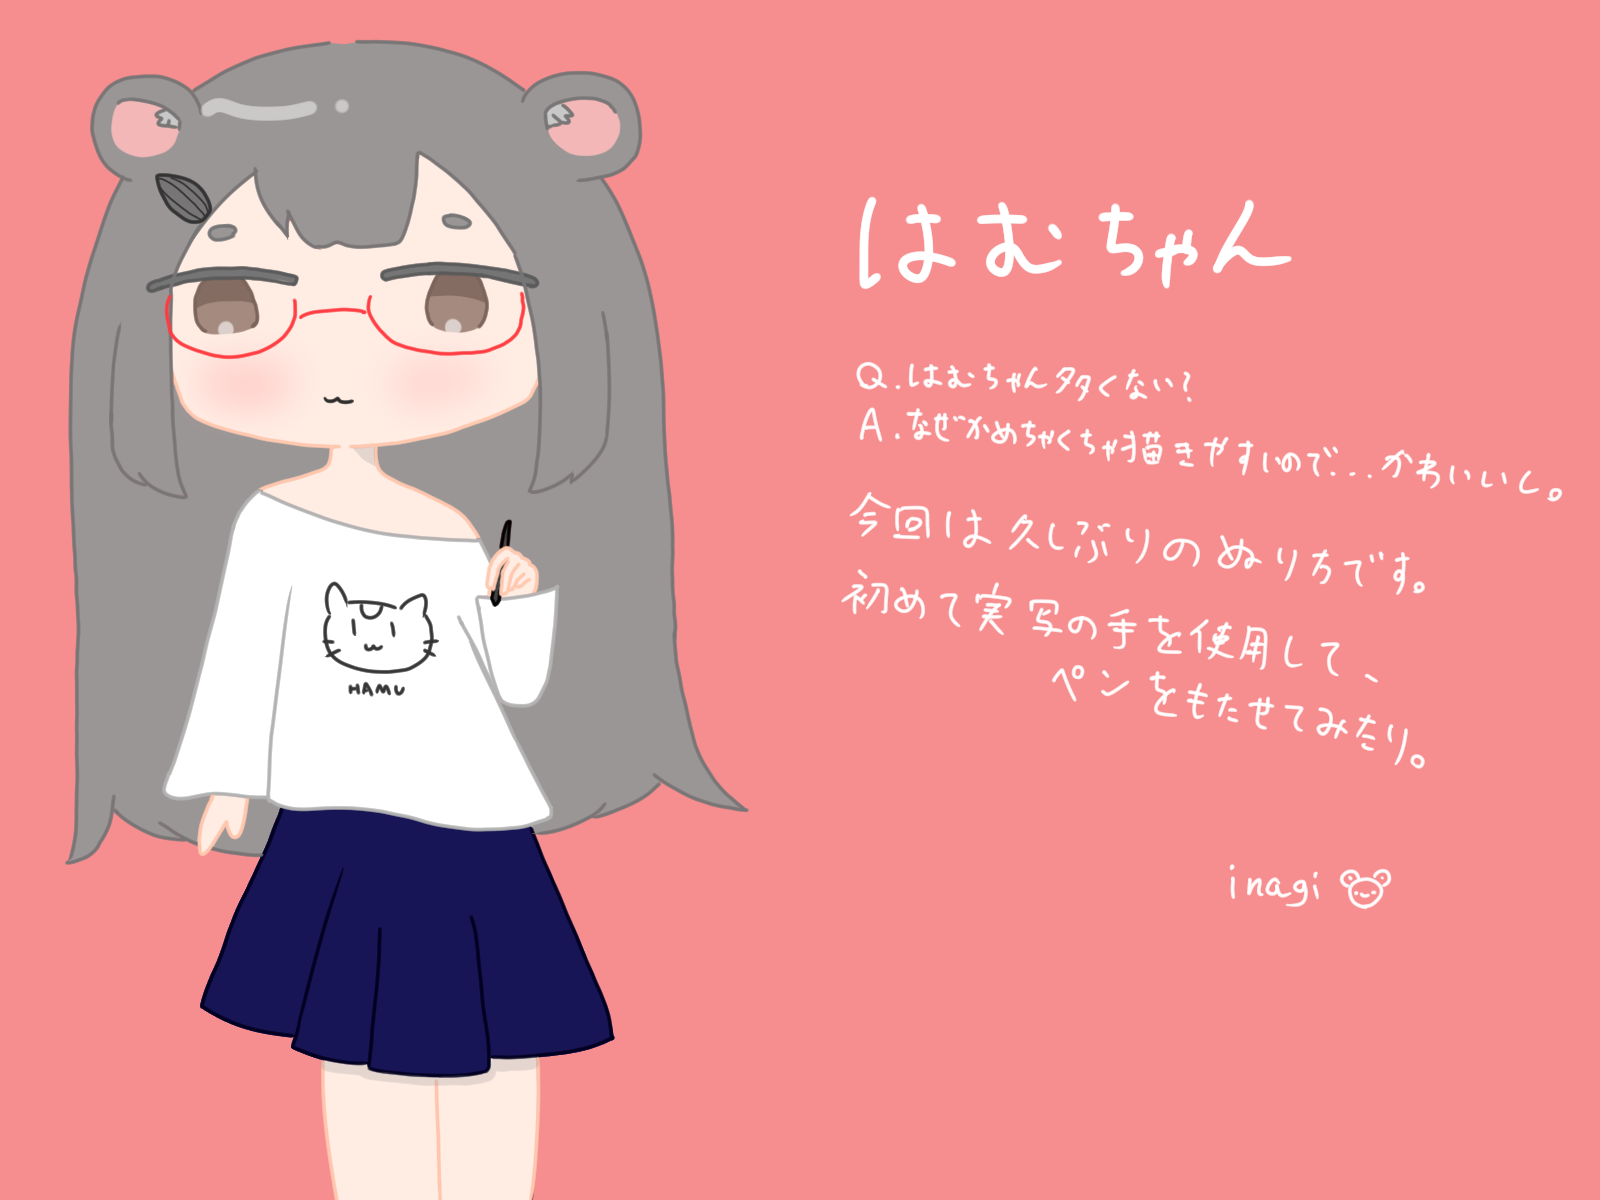 はむちゃん
Q.はむちゃん多くない?
A.なぜかめちゃくちゃ描きやすいので...かわいいし。
今回は久しぶりのぬり方です。
初めて実写の手を使用して、
ペンをもたせてみたり。
HAMU
inagi